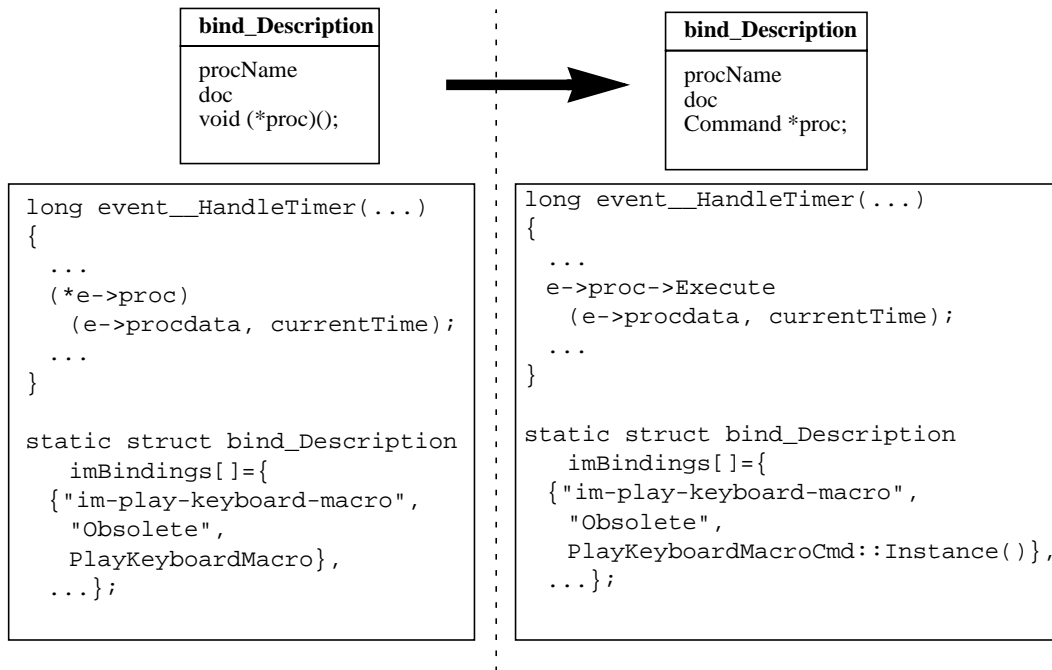 bind_Description
procName
doc
void (*proc)();
long event__HandleTimer(...)
{
...
(*e->proc)
(e->procdata, currentTime);
...
}
static struct bind_Description
imBindings[]={
{"im-play-keyboard-macro",
"Obsolete",
PlayKeyboardMacro},
...};
bind_Description
procName
doc
Command *proc;
long event__HandleTimer(...)
{
...
e->proc->Execute
(e->procdata, currentTime);
...
}
static struct bind_Description
imBindings[]={
{"im-play-keyboard-macro",
"Obsolete",
PlayKeyboardMacroCmd::Instance()},
...};